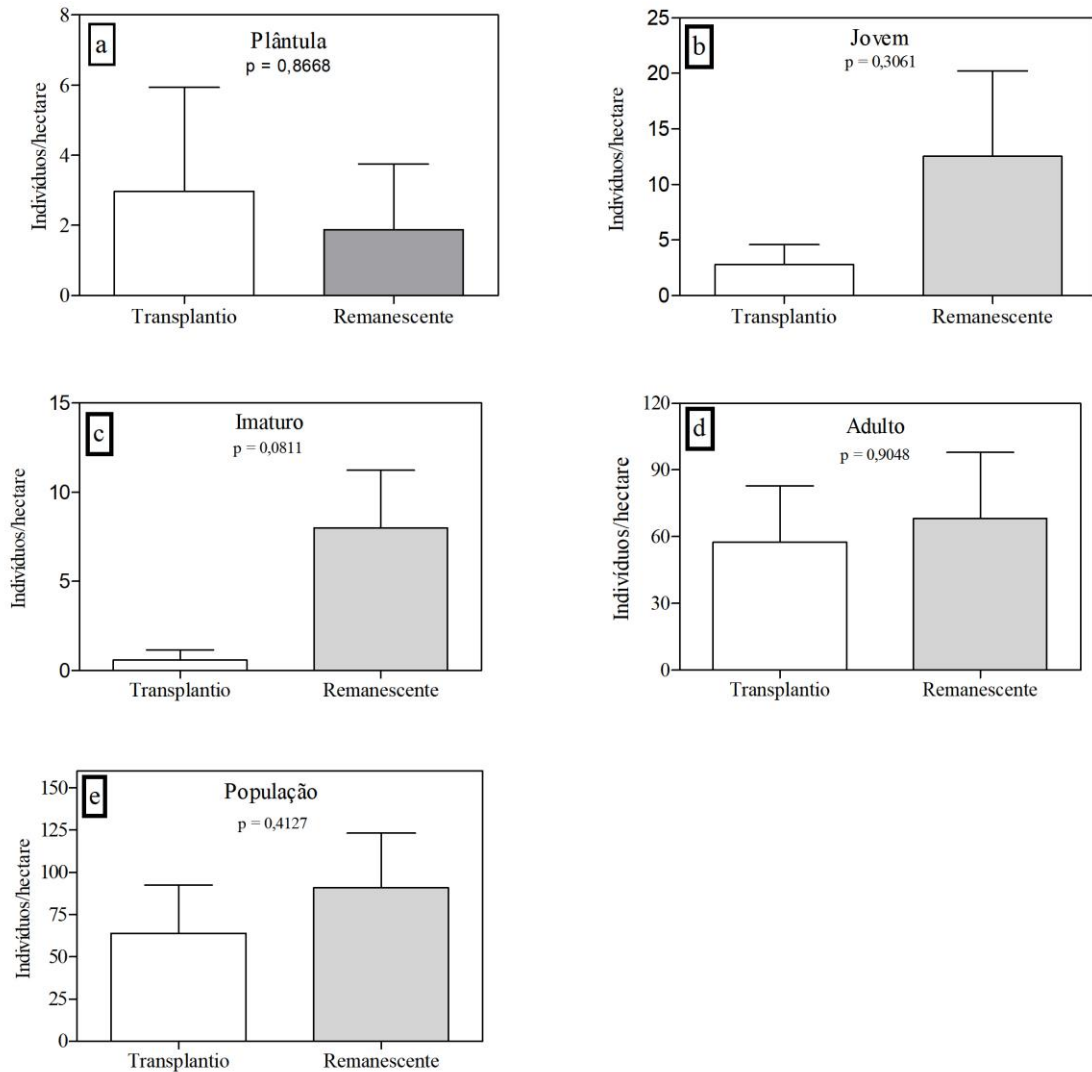 a
Plântula
p = 0,8668
Indivíduos/hectare
8
6
4
2
0
Transplantio Remanescente
b
Jovem
p = 0,3061
Indivíduos/hectare
25
20
15
10
5
0
Transplantio Remanescente
c
Imaturo
p = 0,0811
Indivíduos/hectare
15
10
5
0
Transplantio Remanescente
d
Adulto
p = 0,9048
Indivíduos/hectare
120
90
60
30
0
Transplantio Remanescente
e
População
p = 0,4127
Indivíduos/hectare
150
125
100
75
50
25
0
Transplantio Remanescente